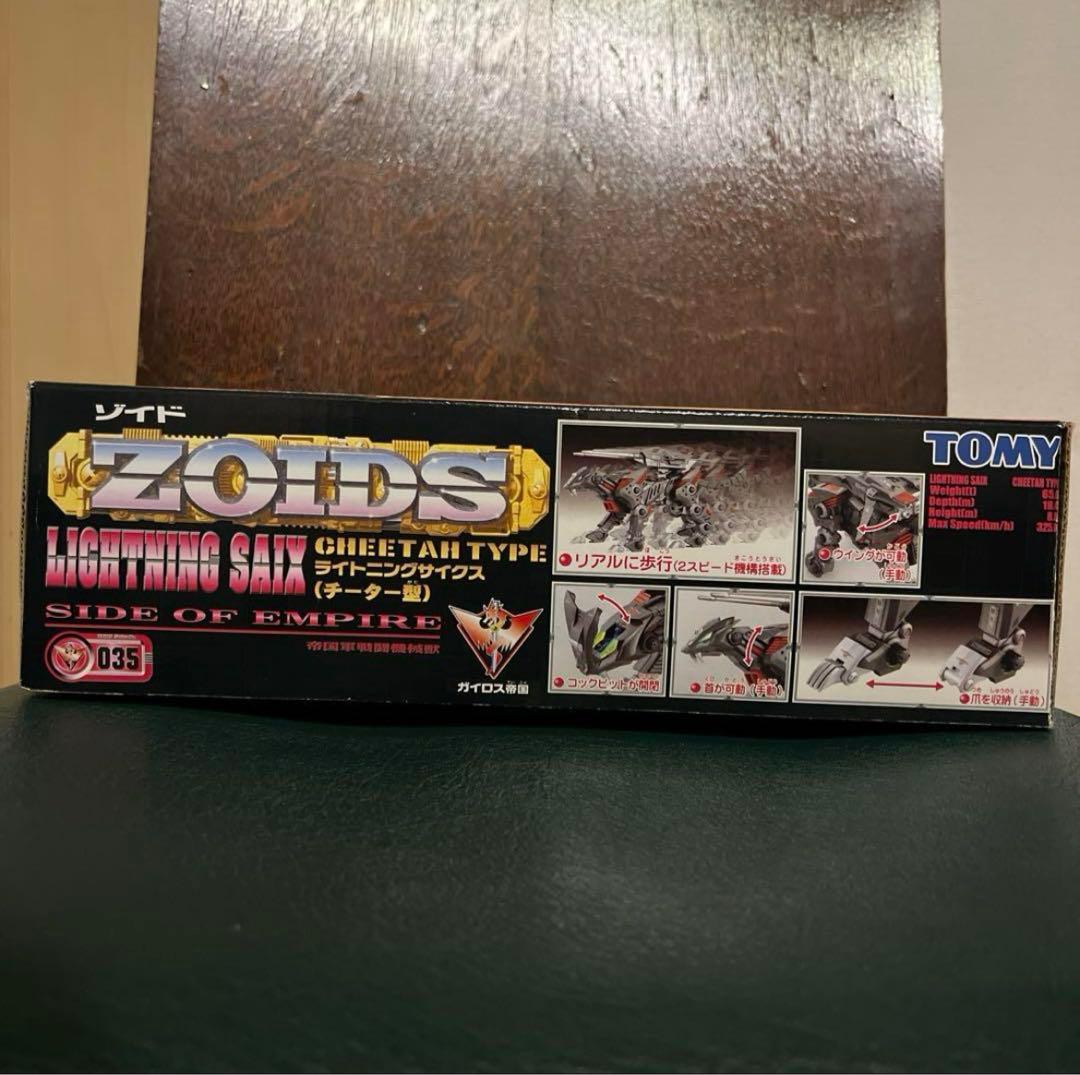 ゾイド
ZOIDS
LIGHTNING SAIX
CHEETAH TYPE
ライトニングサイクス
(チーター型)
SIDE OF EMPIRE
帝国軍戦闘機械獣
035
ガイロス帝国
●リアルに歩行(2スピード機構搭載)
●ウイングが可動
(手動)
●コックピットが開閉
●首が可動(手動)
●爪を収納(手動)
TOMY
LIGHTNING SAIX CHEETAH
Weight(t)
Depth(m)
Height(m)
Max Speed(km/h)